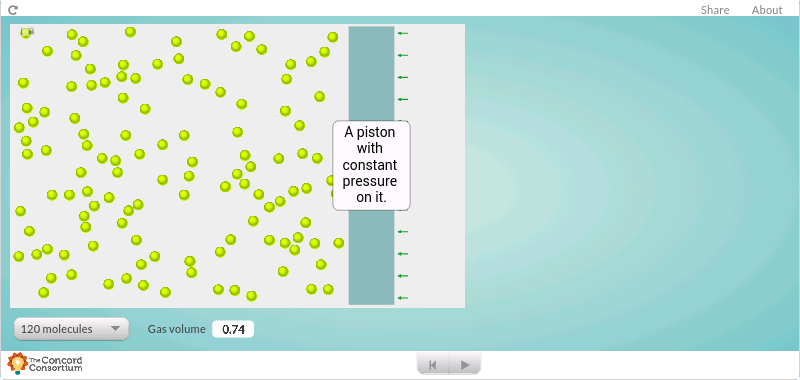 Share
About
A piston
with
constant
pressure
on it.
120 molecules
Gas volume
0.74
The Concord
Consortium